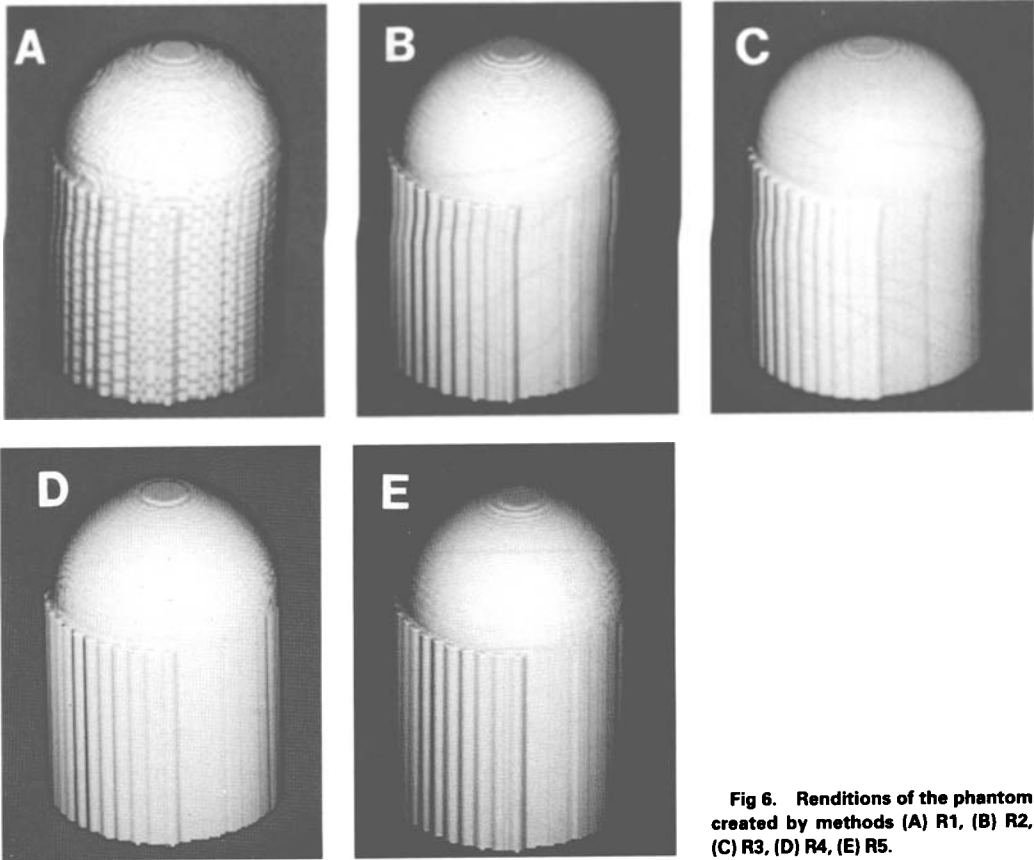 A
B
C
D
E
Fig 6. Renditions of the phantom
created by methods (A) R1, (B) R2,
(C) R3, (D) R4, (E) R5.